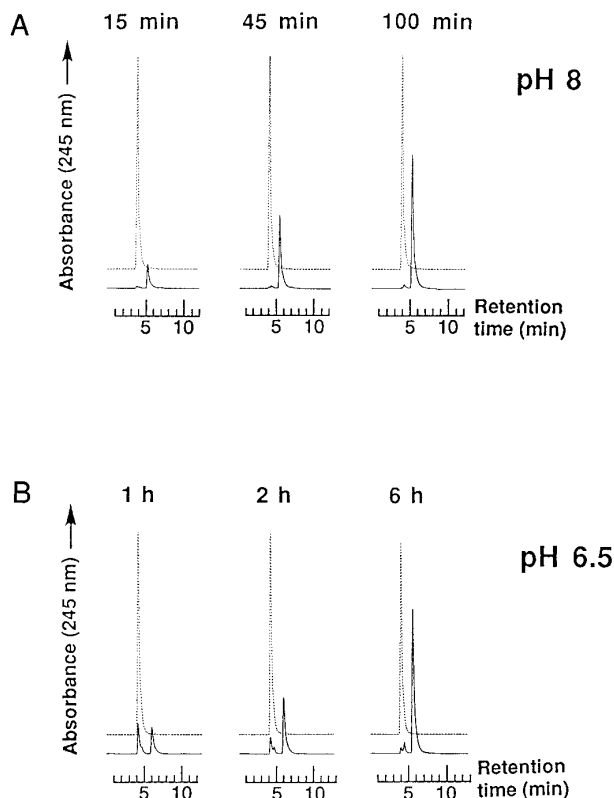 A
15 min 45 min 100 min
pH 8
Absorbance (245 nm)
5 10 5 10 5 10
Retention
time (min)
B
1 h 2 h 6 h
pH 6.5
Absorbance (245 nm)
5 10 5 10 5 10
Retention
time (min)